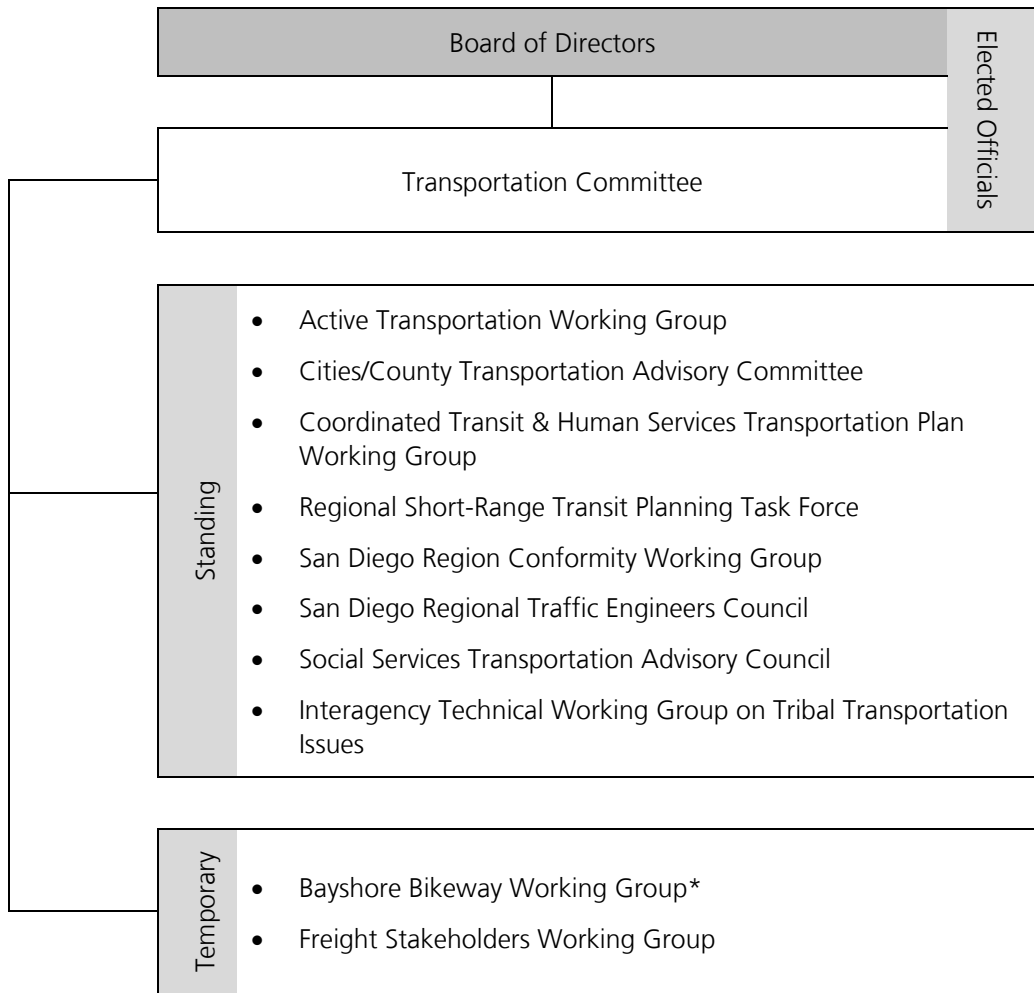 Board of Directors
Elected Officials
Transportation Committee
Standing
• Active Transportation Working Group
• Cities/County Transportation Advisory Committee
• Coordinated Transit & Human Services Transportation Plan
Working Group
• Regional Short-Range Transit Planning Task Force
• San Diego Region Conformity Working Group
• San Diego Regional Traffic Engineers Council
• Social Services Transportation Advisory Council
• Interagency Technical Working Group on Tribal Transportation
Issues
Temporary
• Bayshore Bikeway Working Group*
• Freight Stakeholders Working Group